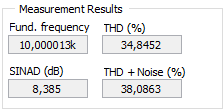 Measurement Results
Fund. frequency THD (%)
10,000013k 34,8452
SINAD (dB) THD + Noise (%)
8,385 38,0863